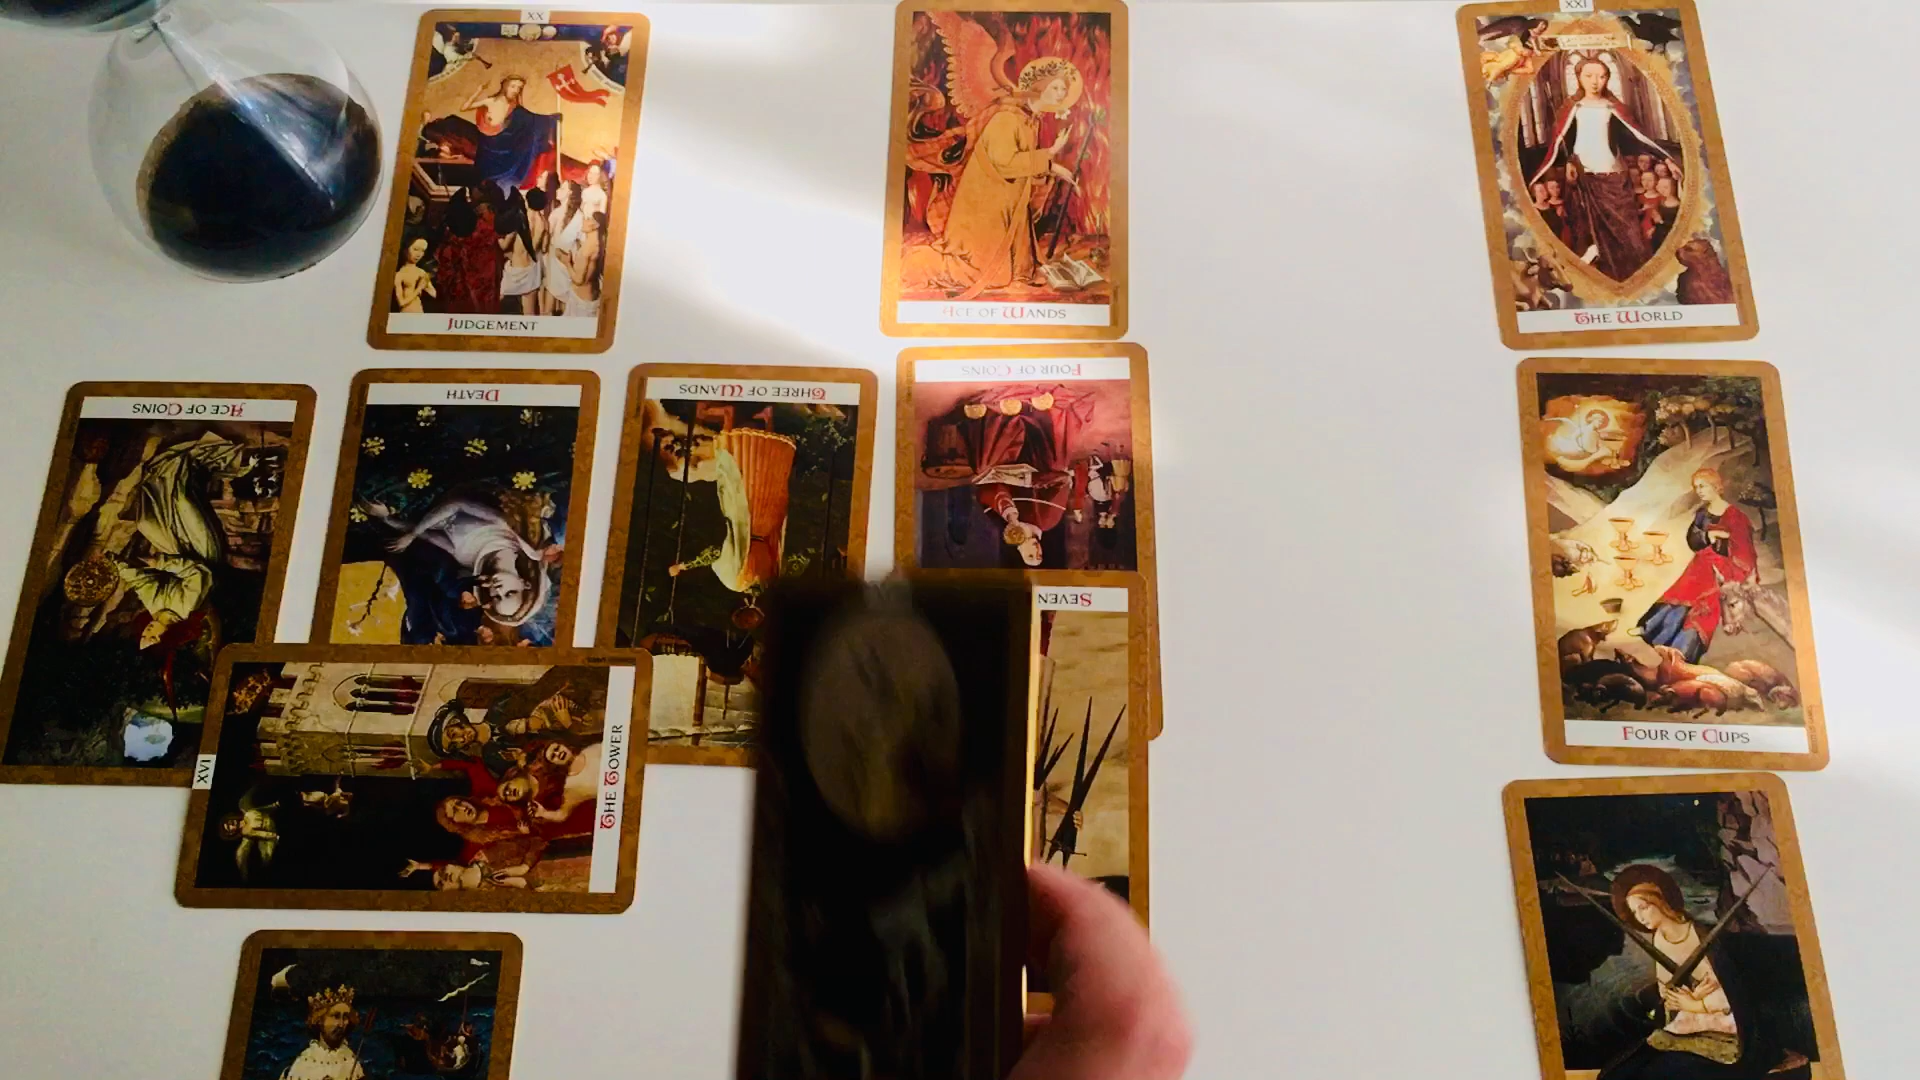 XX
JUDGEMENT
ACE OF WANDS
XXI
THE WORLD
ACE OF COINS
DEATH
THREE OF WANDS
FOUR OF COINS
SEVEN
XVI
THE TOWER
FOUR OF CUPS